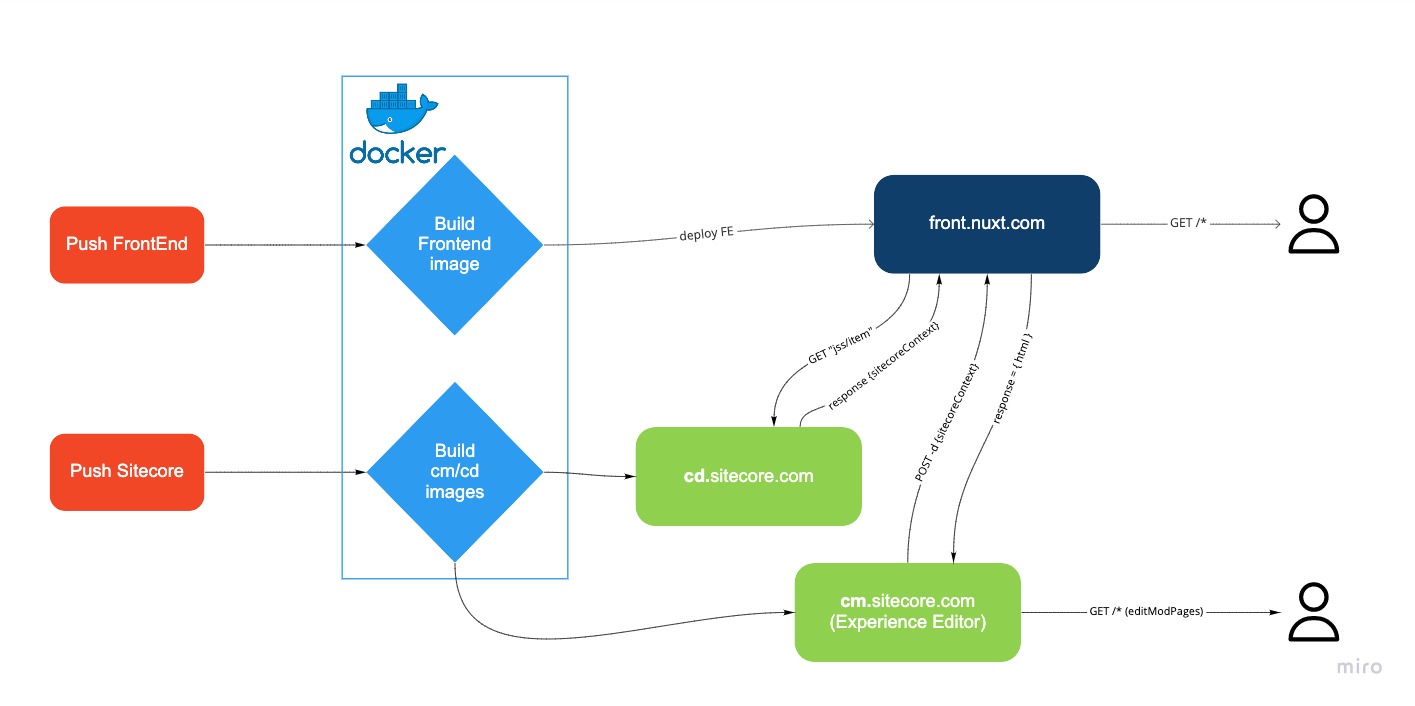 docker
Push FrontEnd
Build
Frontend
image
deploy FE
front.nuxt.com
GET /*
GET "jss/item"
response {sitecoreContext}
POST -d {sitecoreContext}
response = { html }
Push Sitecore
Build
cm/cd
images
cd.sitecore.com
cm.sitecore.com
(Experience Editor)
GET /* (editModPages)
miro